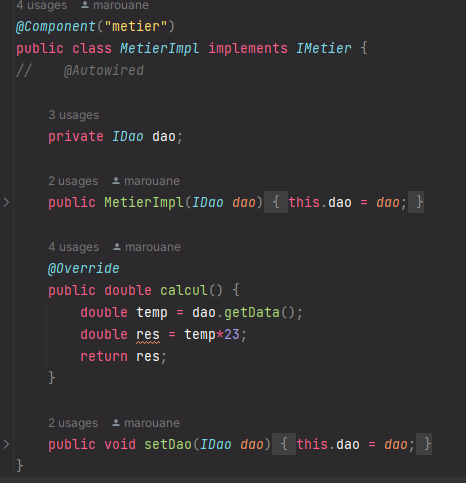 4 usages marouane
@Component("metier")
public class MetierImpl implements IMetier {
//    @Autowired
3 usages
private IDao dao;
2 usages marouane
public MetierImpl(IDao dao) { this.dao = dao; }
4 usages marouane
@Override
public double calcul() {
double temp = dao.getData();
double res = temp*23;
return res;
}
2 usages marouane
public void setDao(IDao dao) { this.dao = dao; }
}